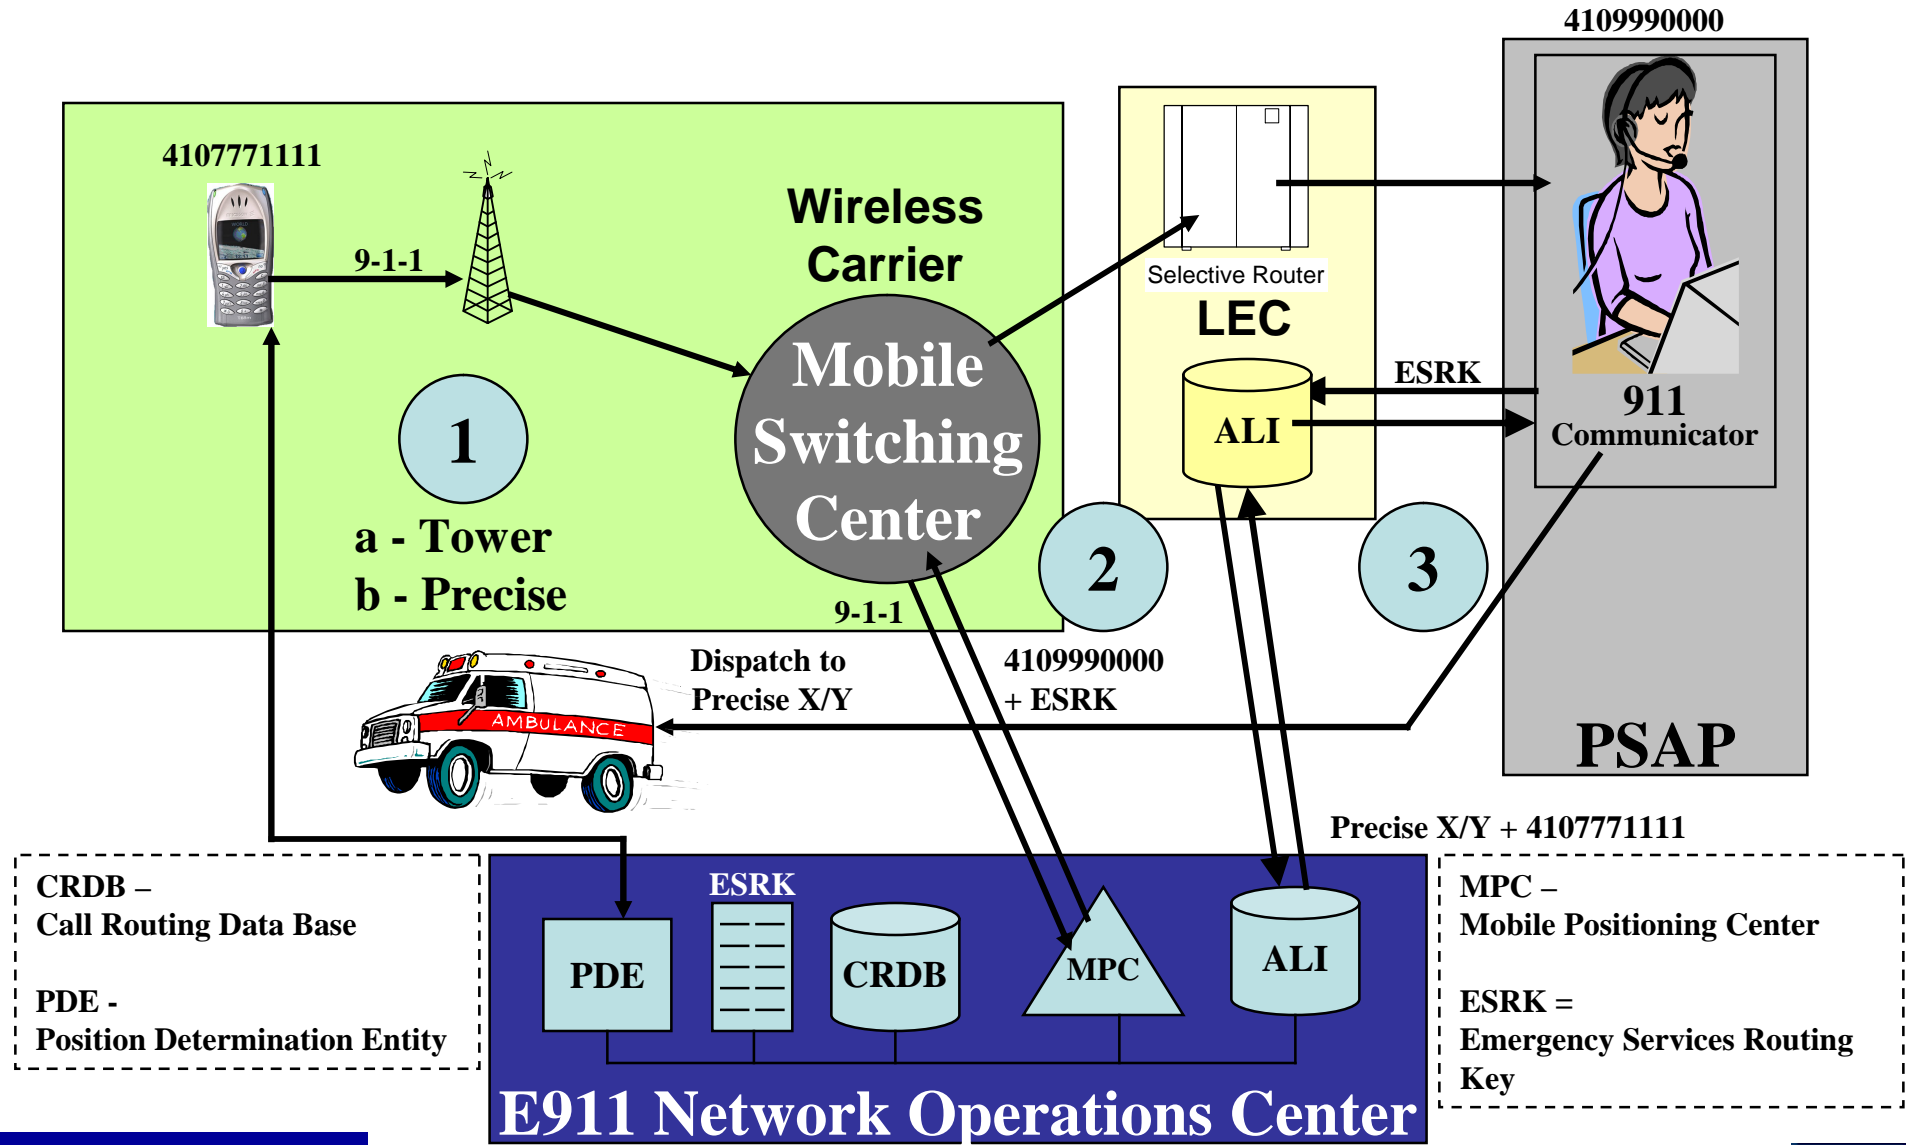 4109990000
4107771111
9-1-1
Wireless
Carrier
Mobile
Switching
Center
1
a - Tower
b - Precise
9-1-1
Selective Router
LEC
ALI
ESRK
911
Communicator
2
3
PSAP
Dispatch to
Precise X/Y
4109990000
+ ESRK
AMBULANCE
Precise X/Y + 4107771111
CRDB –
Call Routing Data Base
PDE -
Position Determination Entity
ESRK
PDE
CRDB
MPC
ALI
E911 Network Operations Center
MPC –
Mobile Positioning Center
ESRK =
Emergency Services Routing
Key